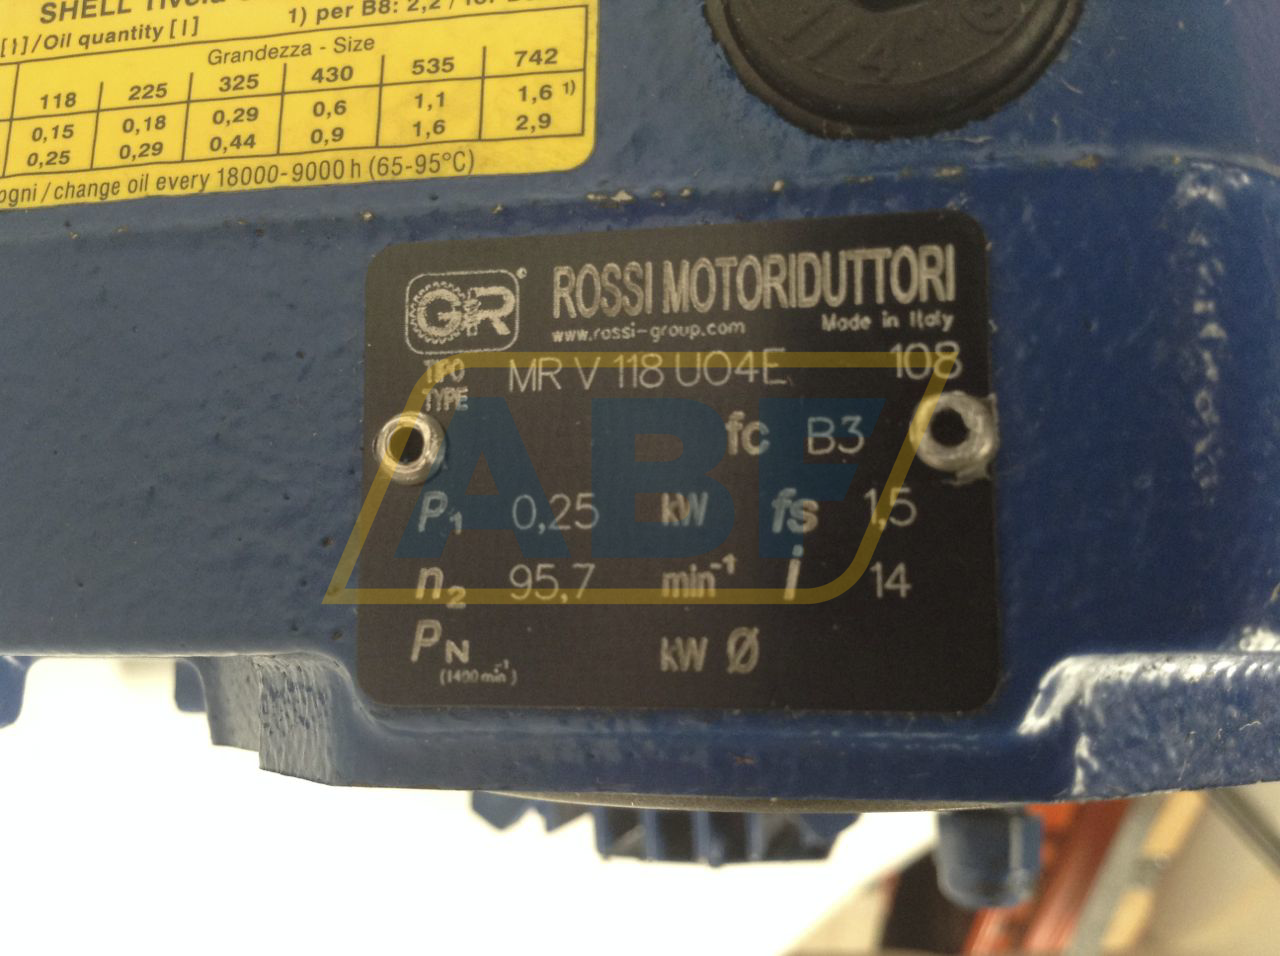 [l]/Oil quantity [l]
1) per B8: 2,2
Grandezza - Size
118 225 325 430 535 742
0,15 0,18 0,29 0,6 1,1 1,6 1)
0,25 0,29 0,44 0,9 1,6 2,9
ogni/change oil every 18000-9000 h (65-95°C)
GR ROSSI MOTORIDUTTORI
www.rossi-group.com Made in Italy
TIPO
TYPE MR V 118 UO4E 108
fc B3
P1 0,25 kW fs 1,5
n2 95,7 min-1 i 14
PN kW Ø
(1400 min-1)
ABF